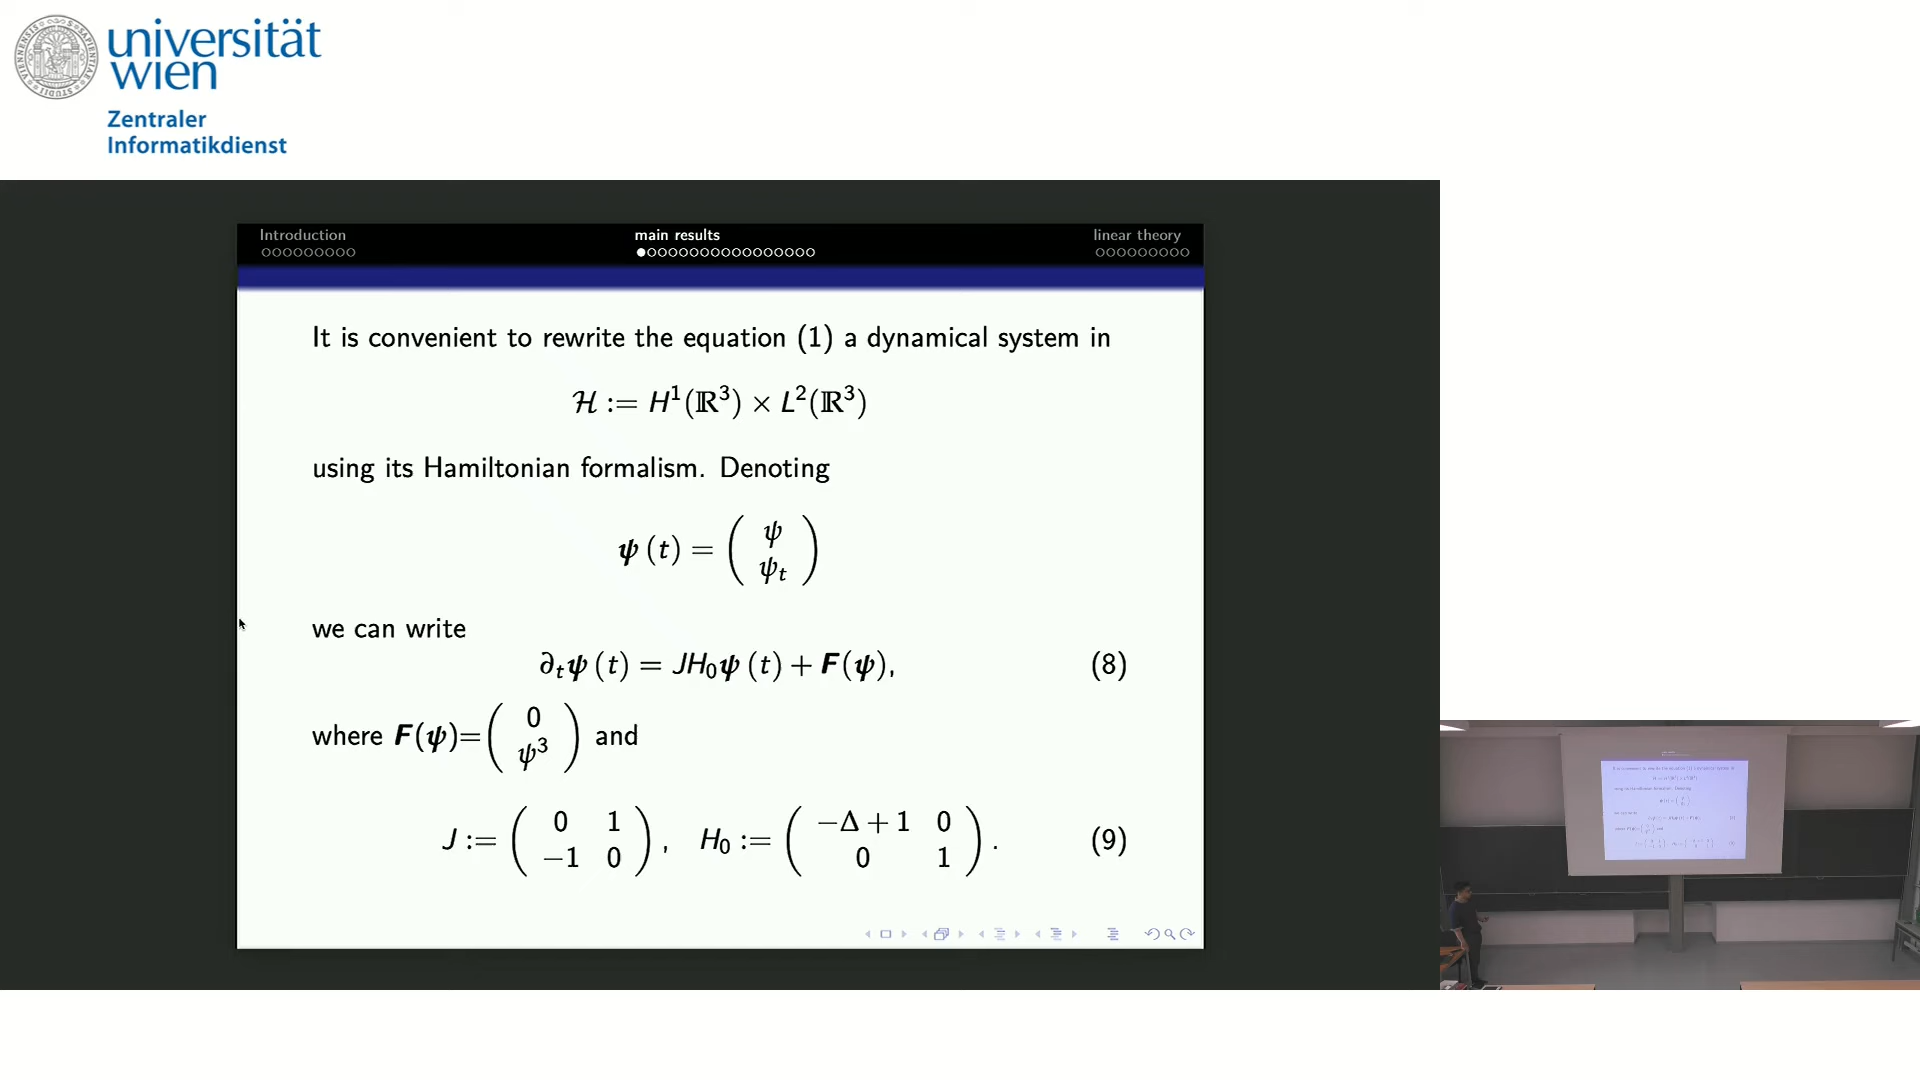 universität
wien
Zentraler
Informatikdienst
Introduction
main results
linear theory
It is convenient to rewrite the equation (1) a dynamical system in
ℋ := H¹(ℝ³) × L²(ℝ³)
using its Hamiltonian formalism. Denoting
𝝍 (t) = ( ψ
ψₜ )
we can write
∂ₜ𝝍 (t) = JH₀𝝍 (t) + 𝑭(𝝍), (8)
where 𝑭(𝝍)= ( 0
ψ³ ) and
J := ( 0 1
−1 0 ) , H₀ := ( −Δ + 1 0
0 1 ) . (9)